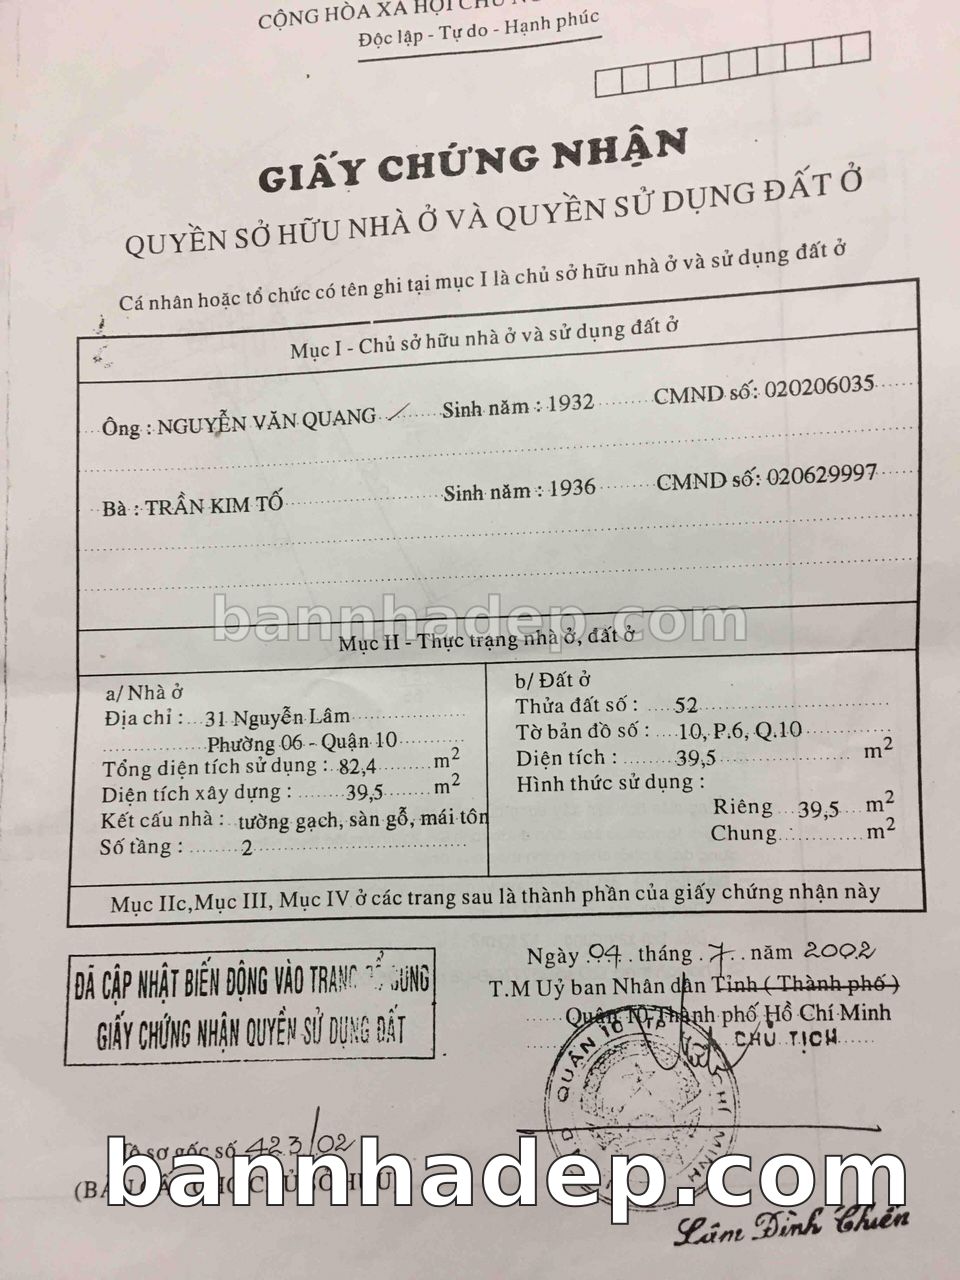 CỘNG HÒA XÃ HỘI CHỦ
Độc lập - Tự do - Hạnh phúc
GIẤY CHỨNG NHẬN
QUYỀN SỞ HỮU NHÀ Ở VÀ QUYỀN SỬ DỤNG ĐẤT Ở
Cá nhân hoặc tổ chức có tên ghi tại mục I là chủ sở hữu nhà ở và sử dụng đất ở
Mục I - Chủ sở hữu nhà ở và sử dụng đất ở
Ông : NGUYỄN VĂN QUANG Sinh năm : 1932 CMND số: 020206035
Bà : TRẦN KIM TỐ Sinh năm : 1936 CMND số: 020629997
bannhadep.com
Mục II - Thực trạng nhà ở, đất ở
a/ Nhà ở
Địa chỉ : 31 Nguyễn Lâm
Phường 06 - Quận 10
Tổng diện tích sử dụng : 82,4 m2
Diện tích xây dựng : 39,5 m2
Kết cấu nhà : tường gạch, sàn gỗ, mái tôn
Số tầng : 2
b/ Đất ở
Thửa đất số : 52
Tờ bản đồ số : 10, P.6, Q.10
Diện tích : 39,5 m2
Hình thức sử dụng :
Riêng 39,5 m2
Chung : m2
Mục IIc, Mục III, Mục IV ở các trang sau là thành phần của giấy chứng nhận này
ĐÃ CẬP NHẬT BIẾN ĐỘNG VÀO TRANG BỔ SUNG
GIẤY CHỨNG NHẬN QUYỀN SỬ DỤNG ĐẤT
Ngày 04 tháng 7 năm 2002
T.M Uỷ ban Nhân dân Tỉnh ( Thành phố )
Quận 10 Thành phố Hồ Chí Minh
CHỦ TỊCH
QUẬN 10 TP CHÍ MINH
sơ gốc số 423/02
bannhadep.com
Lâm Đình Chiến